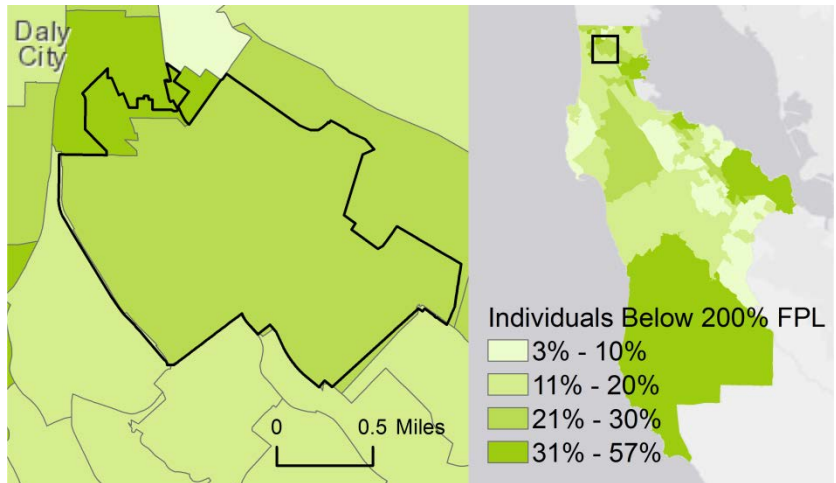 Daly
City
0 0.5 Miles
Individuals Below 200% FPL
3% - 10%
11% - 20%
21% - 30%
31% - 57%